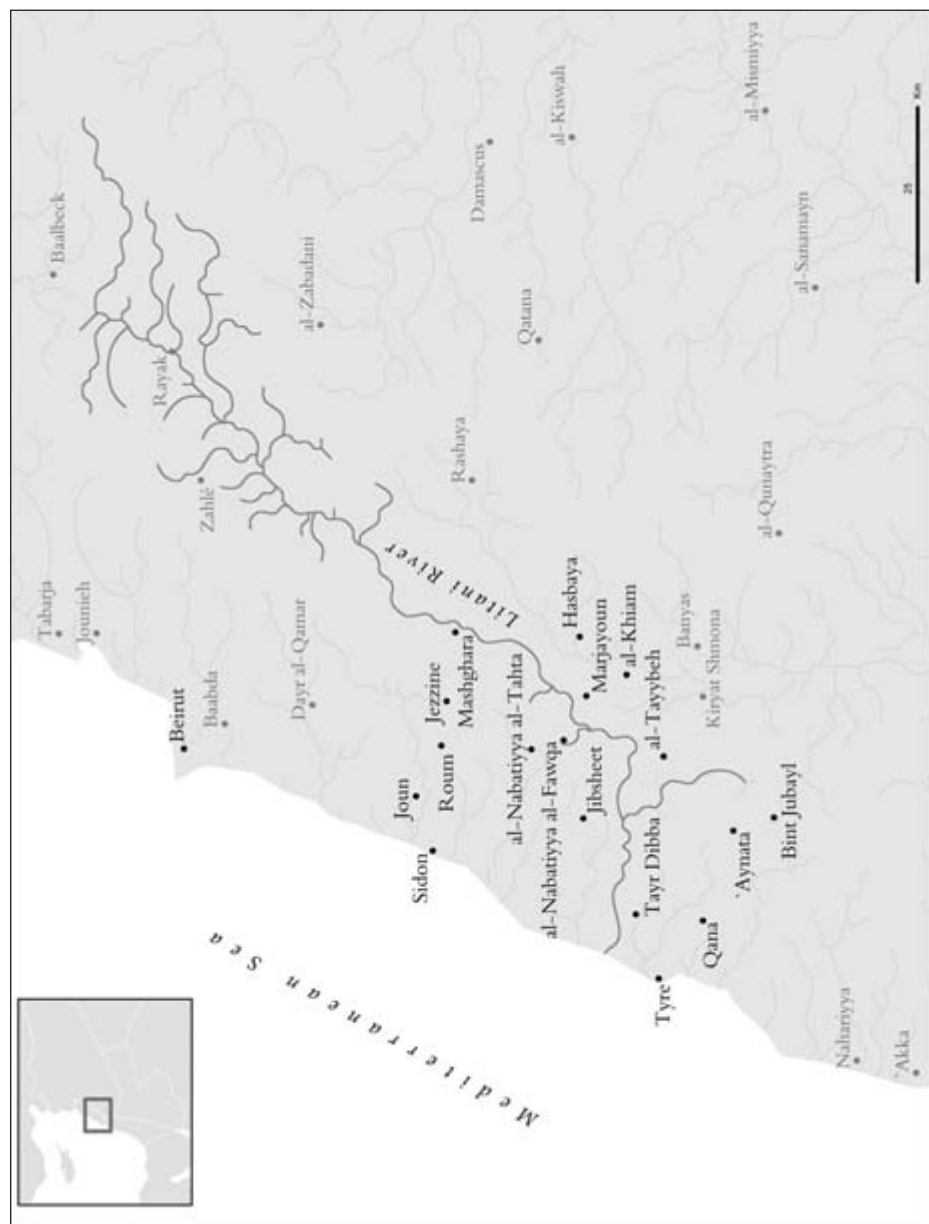 Tabarja
Baalbeck
Jounieh
Rayak
Beirut
Zahlé
Baabda
Dayr al-Qamar
al-Zabadani
Mediterranean Sea
Litani River
Joun
Sidon
Roum
Jezzine
Mashghara
Rashaya
Damascus
al-Nabatiyya al-Tahta
Qatana
al-Nabatiyya al-Fawqa
Hasbaya
al-Kiswah
Jibsheet
Marjayoun
al-Khiam
Tayr Dibba
al-Tayybeh
Tyre
Banyas
Qana
Kiryat Shmona
'Aynata
al-Mismiyya
Bint Jubayl
al-Qunaytra
al-Sanamayn
Nahariyya
'Akka
25
Km